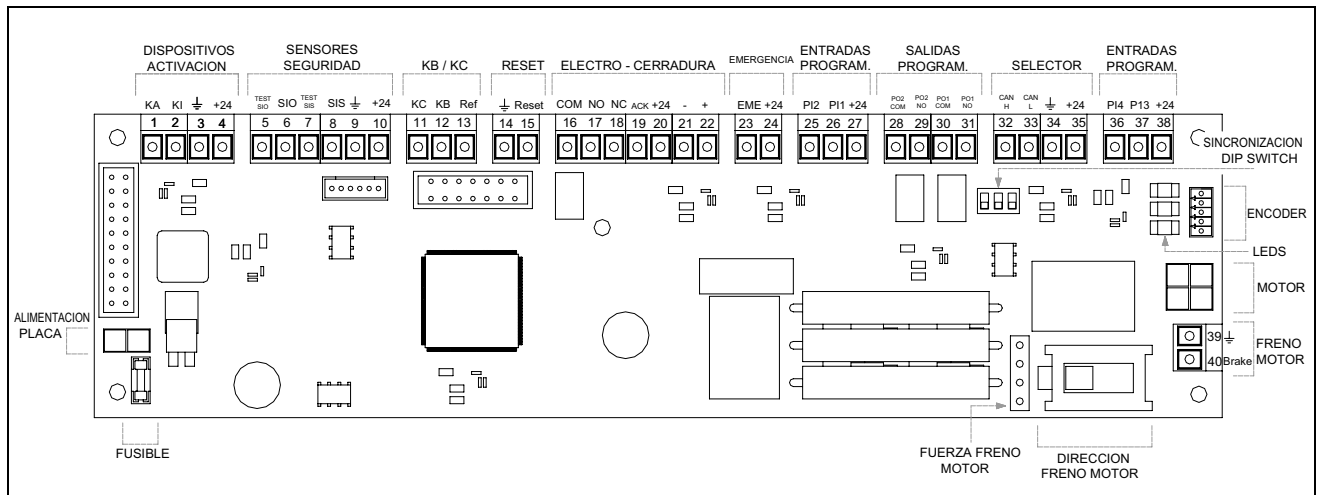 DISPOSITIVOS
ACTIVACION
SENSORES
SEGURIDAD
KB / KC
RESET
ELECTRO - CERRADURA
EMERGENCIA
ENTRADAS
PROGRAM.
SALIDAS
PROGRAM.
SELECTOR
ENTRADAS
PROGRAM.
KA KI +24
TEST SIO SIO TEST SIS SIS +24
KC KB Ref
Reset
COM NO NC ACK +24 - +
EME +24
PI2 PI1 +24
PO2 COM PO2 NO PO1 COM PO1 NO
CAN H CAN L +24
PI4 P13 +24
1 2 3 4 5 6 7 8 9 10 11 12 13 14 15 16 17 18 19 20 21 22 23 24 25 26 27 28 29 30 31 32 33 34 35 36 37 38
SINCRONIZACION
DIP SWITCH
ENCODER
LEDS
MOTOR
ALIMENTACION
PLACA
39
40 Brake
FRENO
MOTOR
FUSIBLE
FUERZA FRENO
MOTOR
DIRECCION
FRENO MOTOR